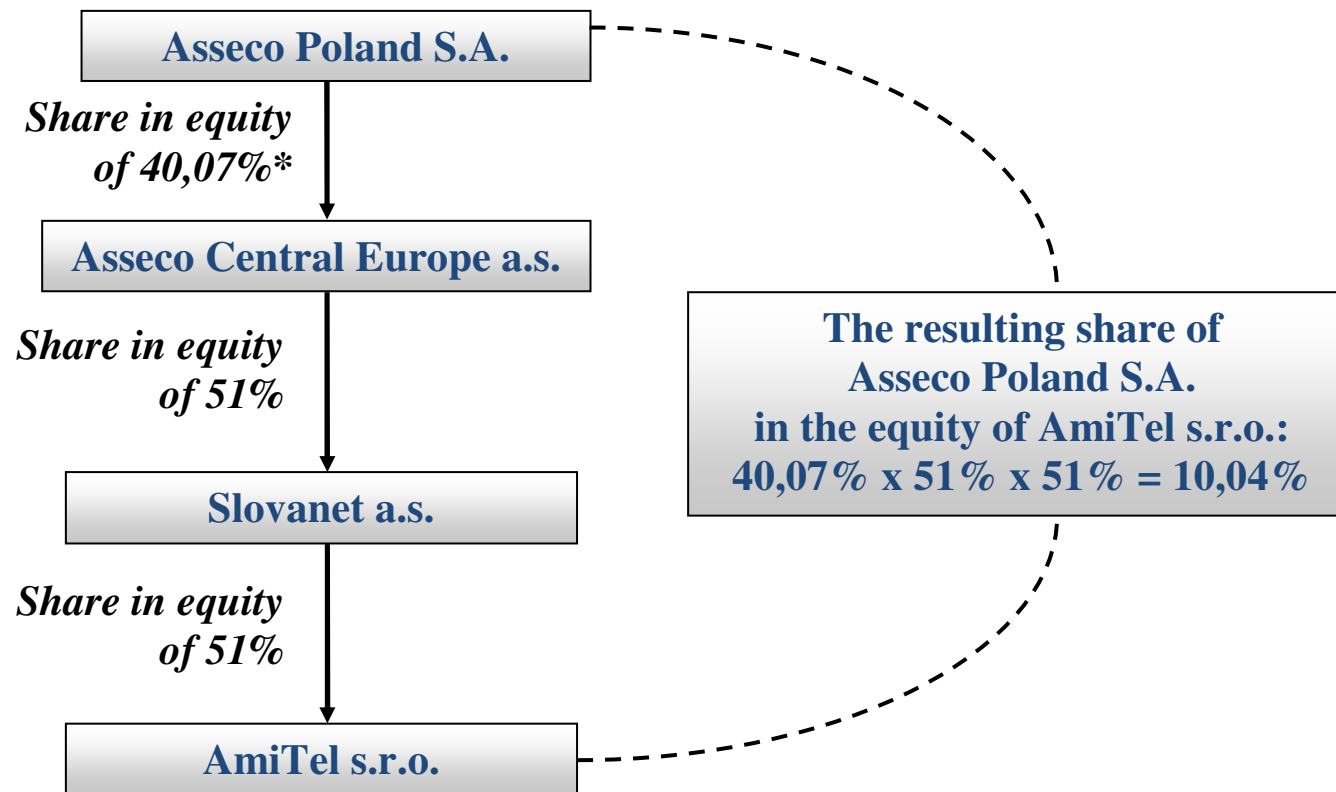 Asseco Poland S.A.
Share in equity
of 40,07%*
Asseco Central Europe a.s.
Share in equity
of 51%
Slovanet a.s.
Share in equity
of 51%
AmiTel s.r.o.
The resulting share of
Asseco Poland S.A.
in the equity of AmiTel s.r.o.:
40,07% x 51% x 51% = 10,04%